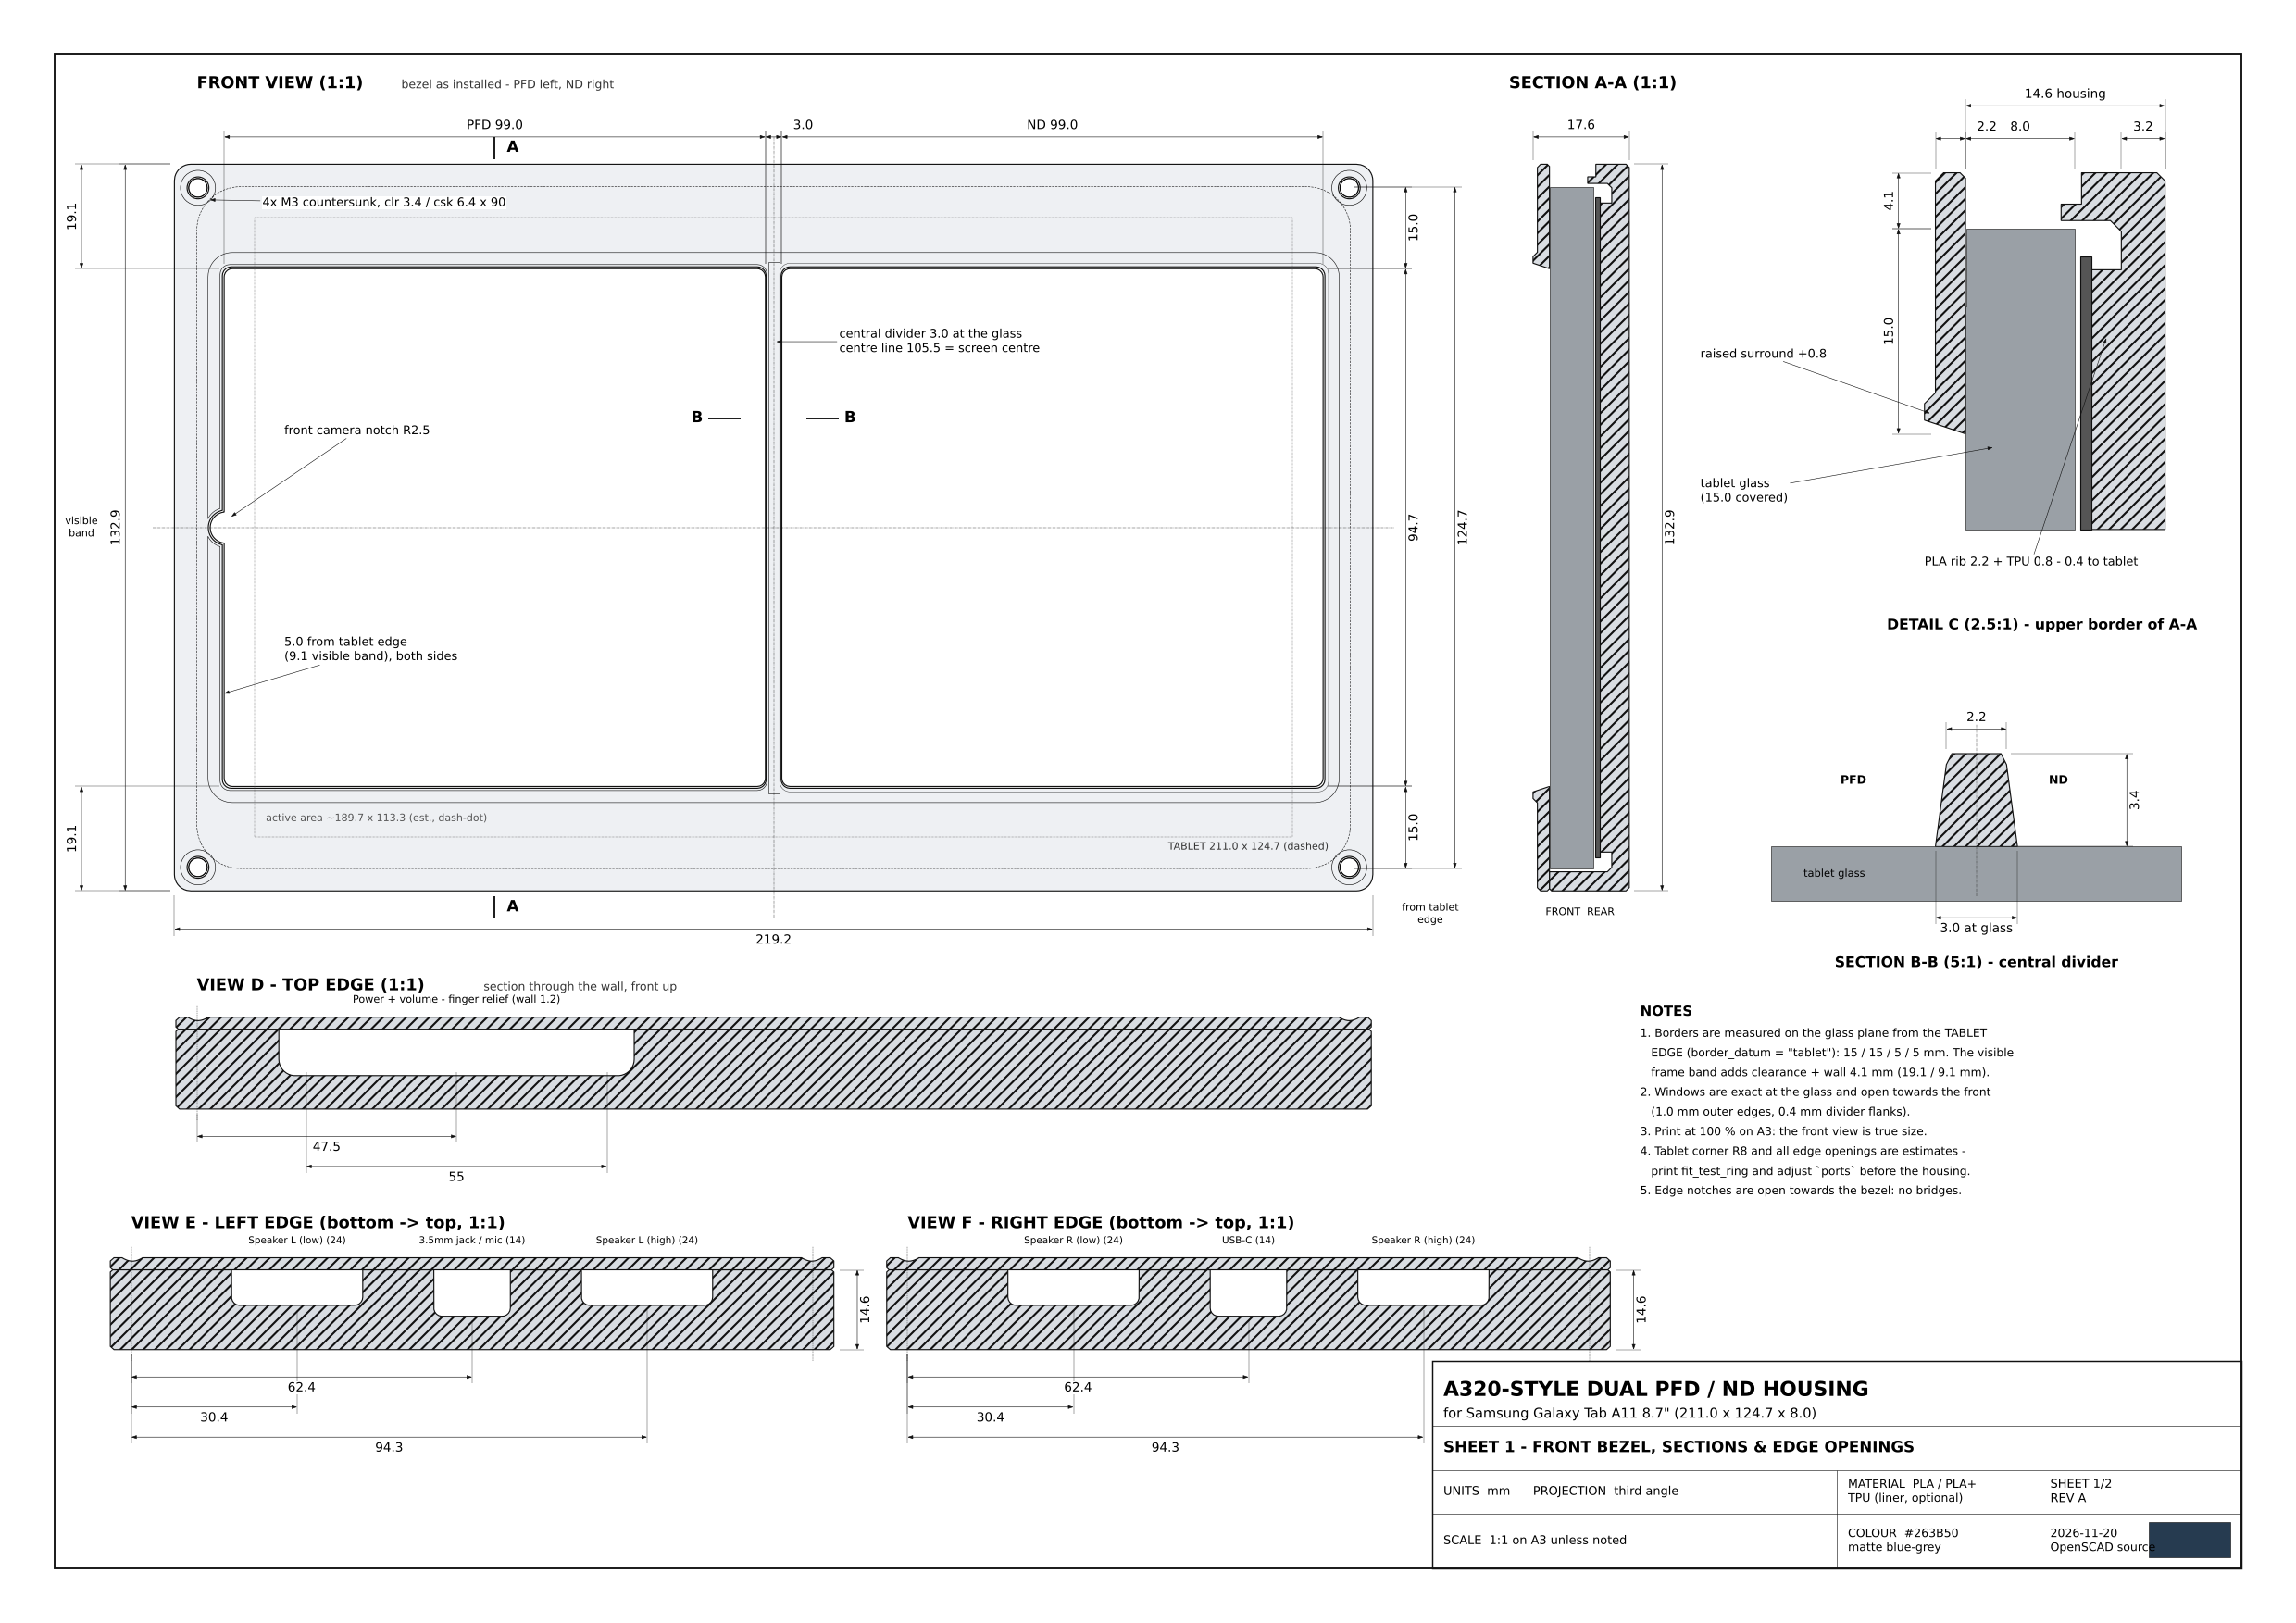 FRONT VIEW (1:1)
bezel as installed - PFD left, ND right
PFD 99.0
3.0
ND 99.0
A
4x M3 countersunk, clr 3.4 / csk 6.4 x 90
19.1
15.0
central divider 3.0 at the glass
centre line 105.5 = screen centre
B
B
front camera notch R2.5
visible
band
132.9
94.7
124.7
5.0 from tablet edge
(9.1 visible band), both sides
active area ~189.7 x 113.3 (est., dash-dot)
TABLET 211.0 x 124.7 (dashed)
19.1
15.0
A
from tablet
edge
219.2
SECTION A-A (1:1)
17.6
132.9
FRONT  REAR
14.6 housing
2.2
8.0
3.2
4.1
15.0
raised surround +0.8
tablet glass
(15.0 covered)
PLA rib 2.2 + TPU 0.8 - 0.4 to tablet
DETAIL C (2.5:1) - upper border of A-A
2.2
PFD
ND
3.4
tablet glass
3.0 at glass
SECTION B-B (5:1) - central divider
VIEW D - TOP EDGE (1:1)
section through the wall, front up
Power + volume - finger relief (wall 1.2)
47.5
55
NOTES
1. Borders are measured on the glass plane from the TABLET
EDGE (border_datum = "tablet"): 15 / 15 / 5 / 5 mm. The visible
frame band adds clearance + wall 4.1 mm (19.1 / 9.1 mm).
2. Windows are exact at the glass and open towards the front
(1.0 mm outer edges, 0.4 mm divider flanks).
3. Print at 100 % on A3: the front view is true size.
4. Tablet corner R8 and all edge openings are estimates -
print fit_test_ring and adjust `ports` before the housing.
5. Edge notches are open towards the bezel: no bridges.
VIEW E - LEFT EDGE (bottom -> top, 1:1)
Speaker L (low) (24)
3.5mm jack / mic (14)
Speaker L (high) (24)
14.6
62.4
30.4
94.3
VIEW F - RIGHT EDGE (bottom -> top, 1:1)
Speaker R (low) (24)
USB-C (14)
Speaker R (high) (24)
14.6
62.4
30.4
94.3
A320-STYLE DUAL PFD / ND HOUSING
for Samsung Galaxy Tab A11 8.7" (211.0 x 124.7 x 8.0)
SHEET 1 - FRONT BEZEL, SECTIONS & EDGE OPENINGS
UNITS  mm      PROJECTION  third angle
MATERIAL  PLA / PLA+
TPU (liner, optional)
SHEET 1/2
REV A
SCALE  1:1 on A3 unless noted
COLOUR  #263B50
matte blue-grey
2026-11-20
OpenSCAD source